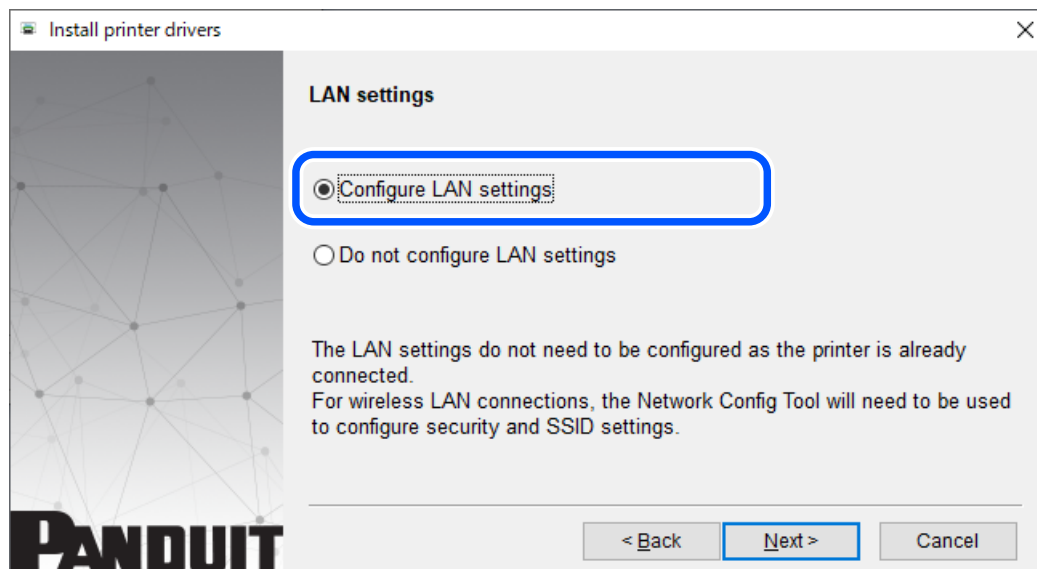 Install printer drivers
LAN settings
Configure LAN settings
Do not configure LAN settings
The LAN settings do not need to be configured as the printer is already
connected.
For wireless LAN connections, the Network Config Tool will need to be used
to configure security and SSID settings.
PANDUIT
< Back
Next >
Cancel